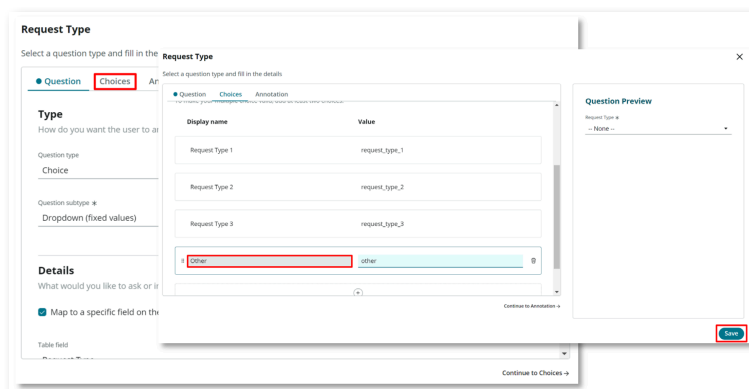 Request Type
Select a question type and fill in the
Question Choices An
Type
How do you want the user to an
Question type
Choice
Question subtype *
Dropdown (fixed values)
Details
What would you like to ask or in
Map to a specific field on the
Table field
Continue to Choices →
Request Type
Select a question type and fill in the details
Question Choices Annotation
Display name Value
Request Type 1 request_type_1
Request Type 2 request_type_2
Request Type 3 request_type_3
Other other
Continue to Annotation →
Question Preview
Request Type *
-- None --
Save